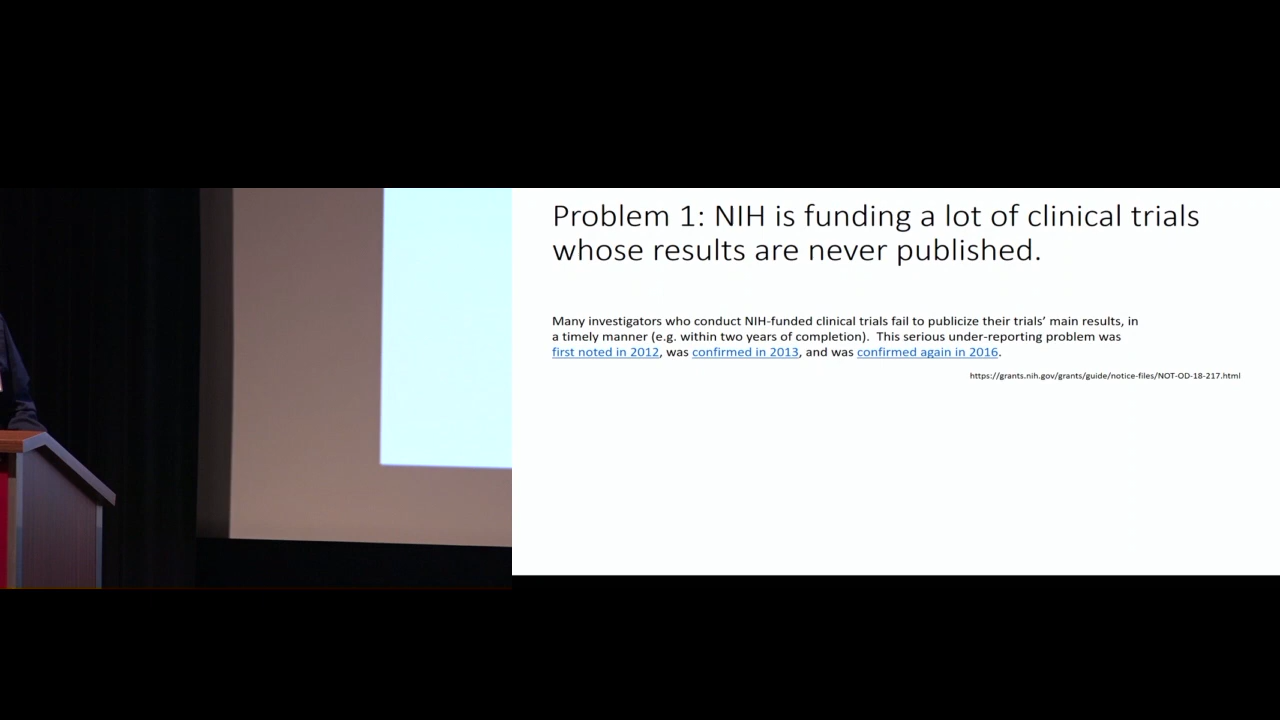 Problem 1: NIH is funding a lot of clinical trials
whose results are never published.
Many investigators who conduct NIH-funded clinical trials fail to publicize their trials’ main results, in
a timely manner (e.g. within two years of completion).  This serious under-reporting problem was
first noted in 2012, was confirmed in 2013, and was confirmed again in 2016.
https://grants.nih.gov/grants/guide/notice-files/NOT-OD-18-217.html